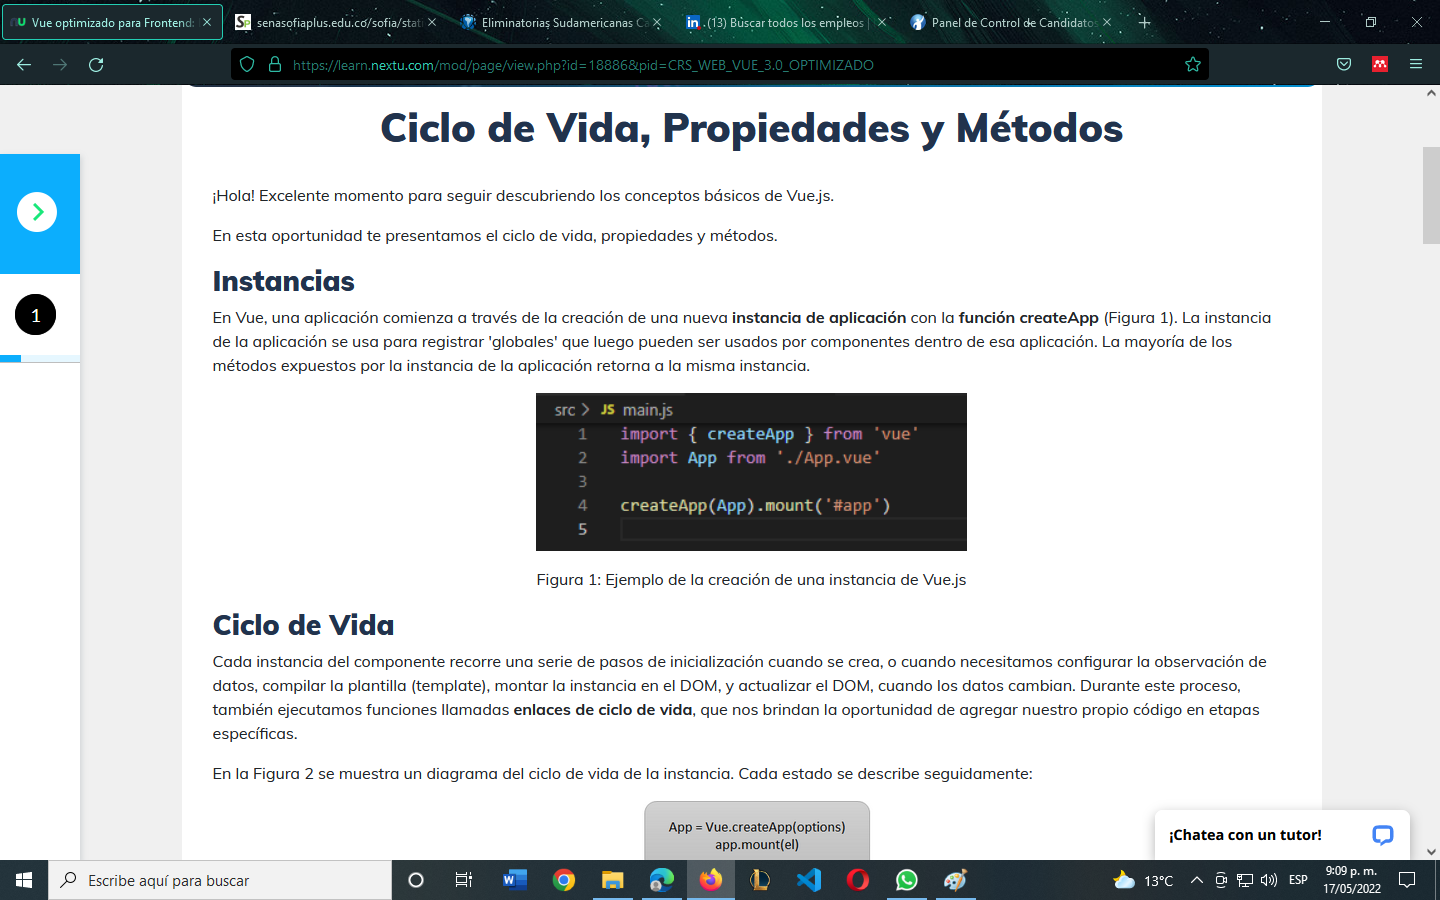 Vue optimizado para Frontend:
senasofiaplus.edu.co/sofia/stat
Eliminatorias Sudamericanas Ca
(13) Buscar todos los empleos |
Panel de Control de Candidatos
https://learn.nextu.com/mod/page/view.php?id=18886&pid=CRS_WEB_VUE_3.0_OPTIMIZADO
Ciclo de Vida, Propiedades y Métodos
¡Hola! Excelente momento para seguir descubriendo los conceptos básicos de Vue.js.
En esta oportunidad te presentamos el ciclo de vida, propiedades y métodos.
1
Instancias
En Vue, una aplicación comienza a través de la creación de una nueva instancia de aplicación con la función createApp (Figura 1). La instancia
de la aplicación se usa para registrar 'globales' que luego pueden ser usados por componentes dentro de esa aplicación. La mayoría de los
métodos expuestos por la instancia de la aplicación retorna a la misma instancia.
src > JS main.js
1 import { createApp } from 'vue'
2 import App from './App.vue'
3
4 createApp(App).mount('#app')
5
Figura 1: Ejemplo de la creación de una instancia de Vue.js
Ciclo de Vida
Cada instancia del componente recorre una serie de pasos de inicialización cuando se crea, o cuando necesitamos configurar la observación de
datos, compilar la plantilla (template), montar la instancia en el DOM, y actualizar el DOM, cuando los datos cambian. Durante este proceso,
también ejecutamos funciones llamadas enlaces de ciclo de vida, que nos brindan la oportunidad de agregar nuestro propio código en etapas
específicas.
En la Figura 2 se muestra un diagrama del ciclo de vida de la instancia. Cada estado se describe seguidamente:
App = Vue.createApp(options)
app.mount(el)
¡Chatea con un tutor!
Escribe aquí para buscar
13°C
ESP
9:09 p. m.
17/05/2022